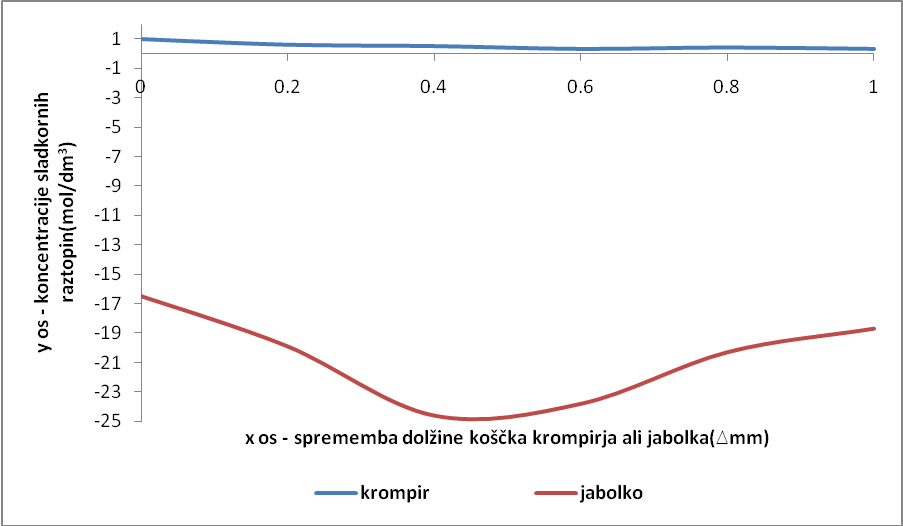 1
-1
-3
-5
-7
-9
-11
-13
-15
-17
-19
-21
-23
-25
0 0.2 0.4 0.6 0.8 1
y os - koncentracije sladkornih
raztopin(mol/dm³)
x os - sprememba dolžine koščka krompirja ali jabolka(△mm)
krompir jabolko